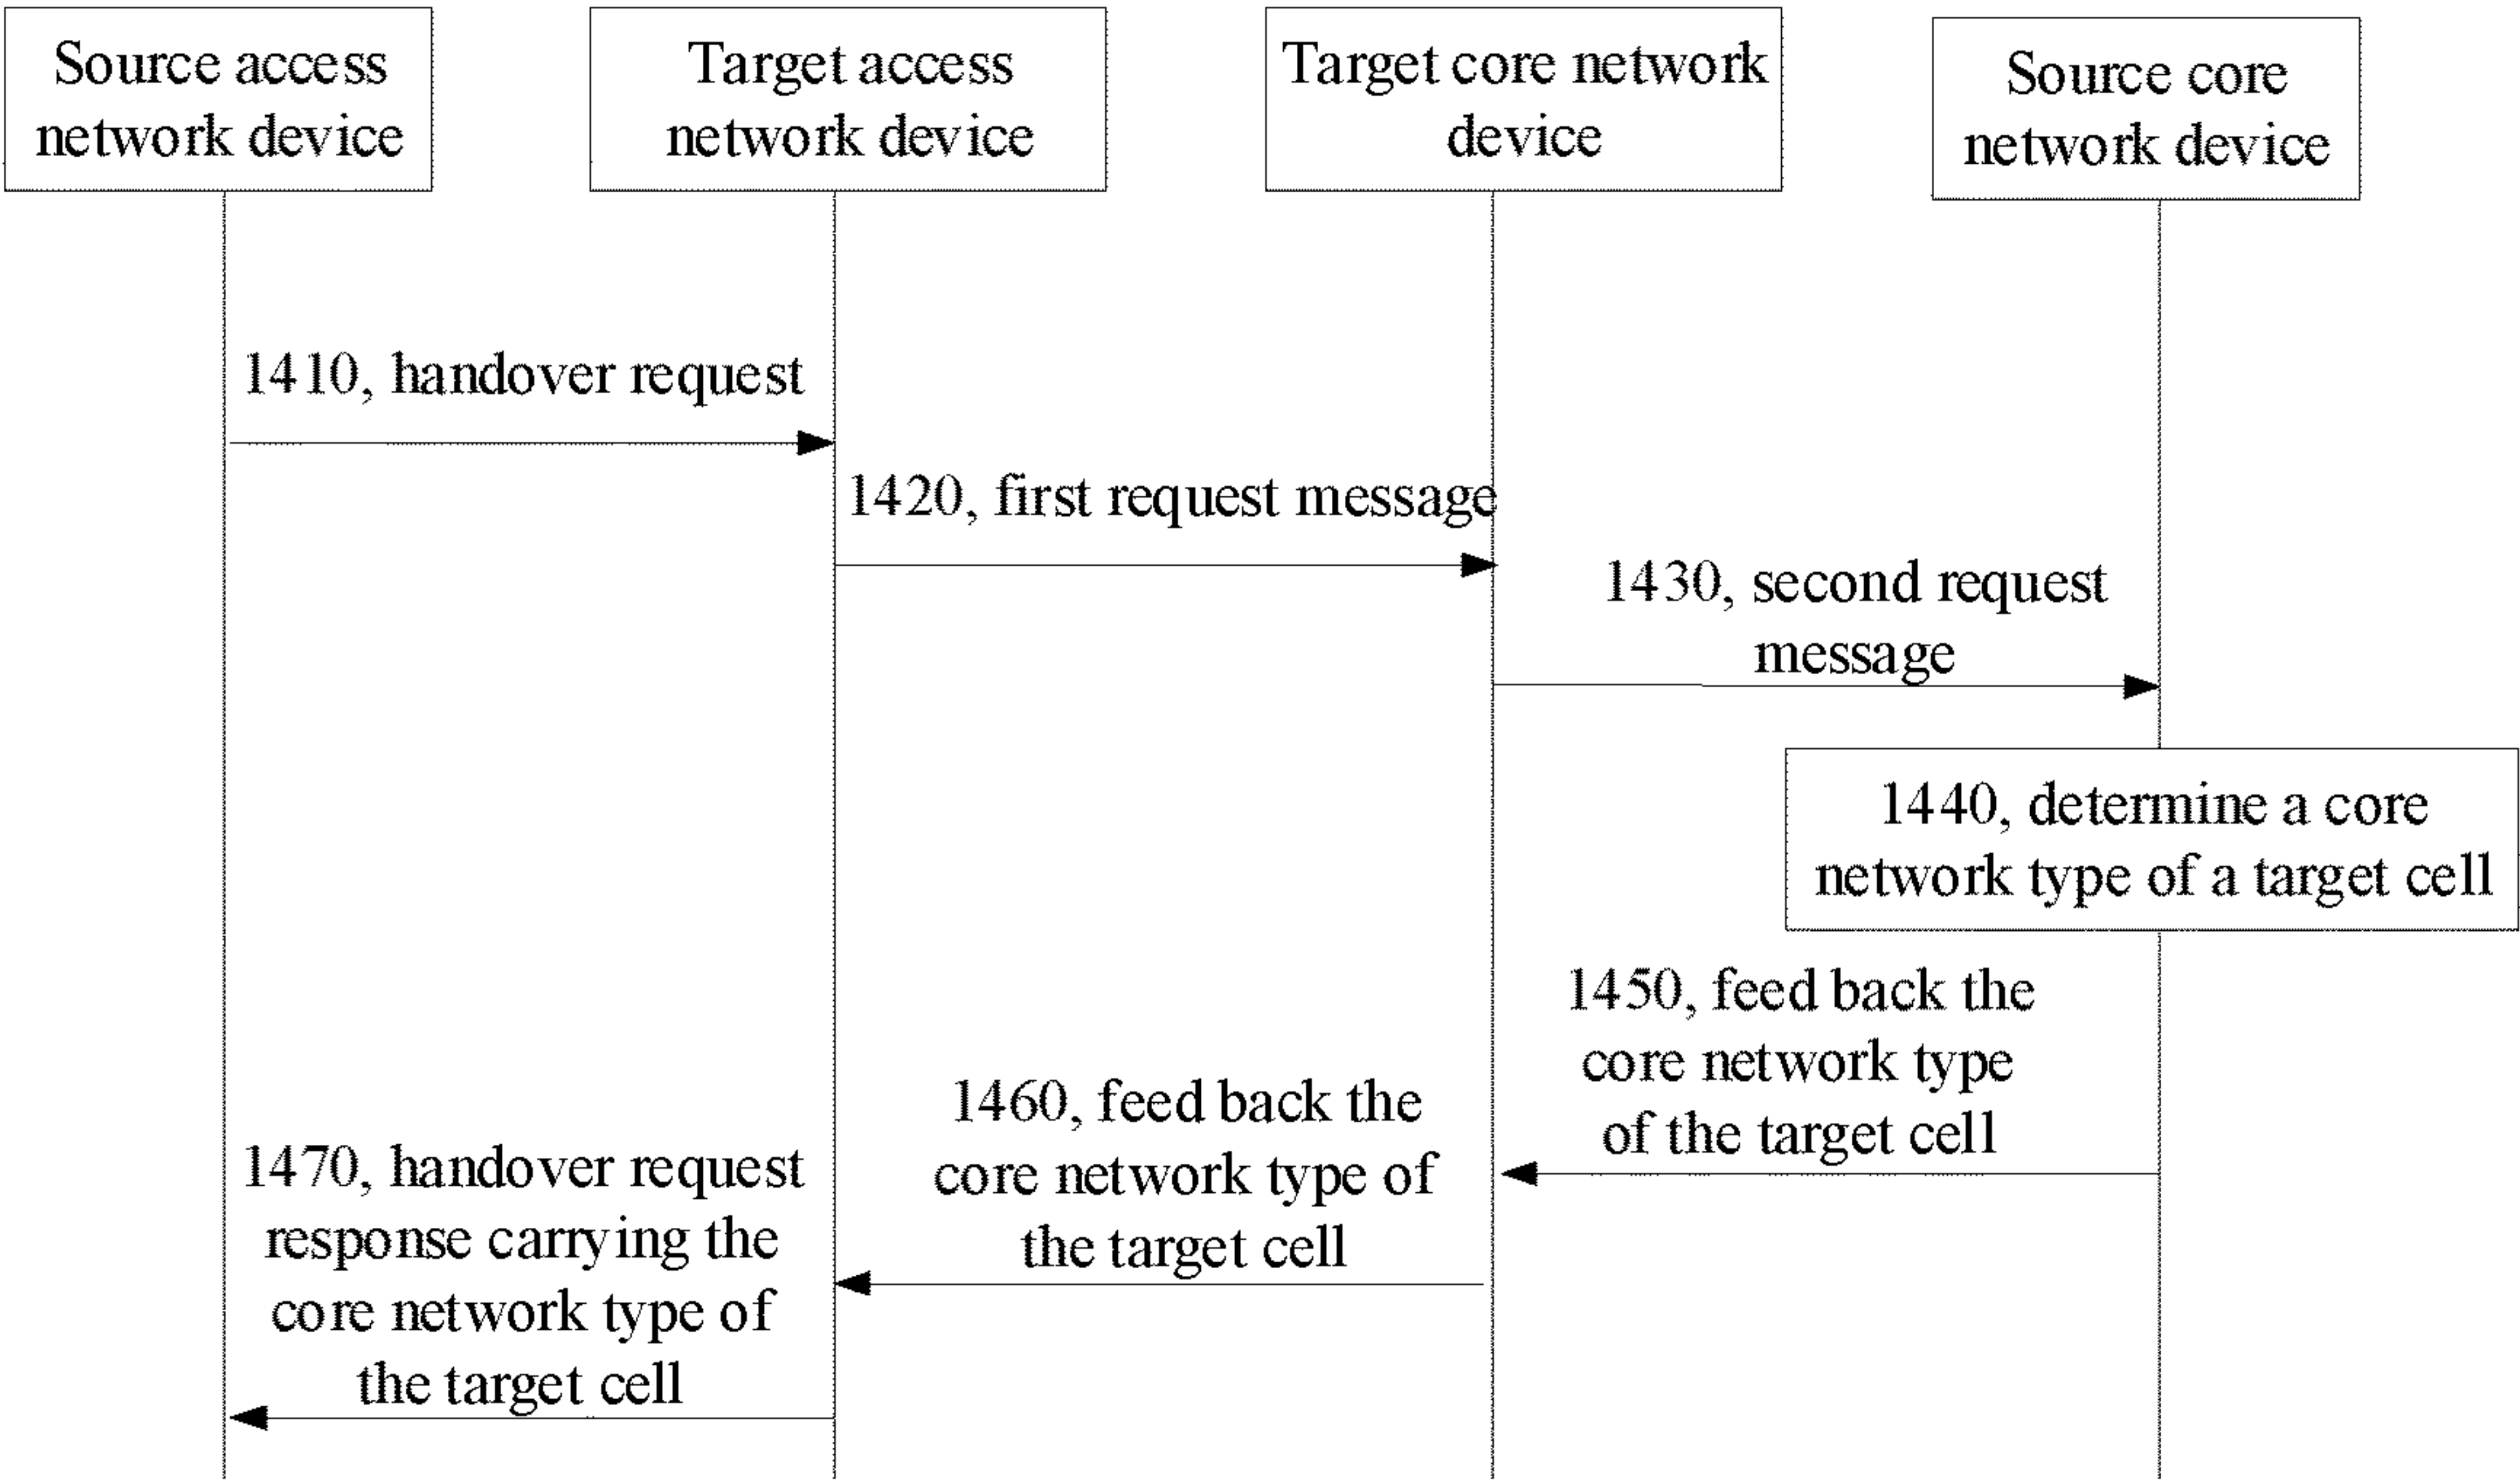 Source access
network device
Target access
network device
Target core network
device
Source core
network device
1410, handover request
1420, first request message
1430, second request
message
1440, determine a core
network type of a target cell
1450, feed back the
core network type
of the target cell
1460, feed back the
core network type of
the target cell
1470, handover request
response carrying the
core network type of
the target cell